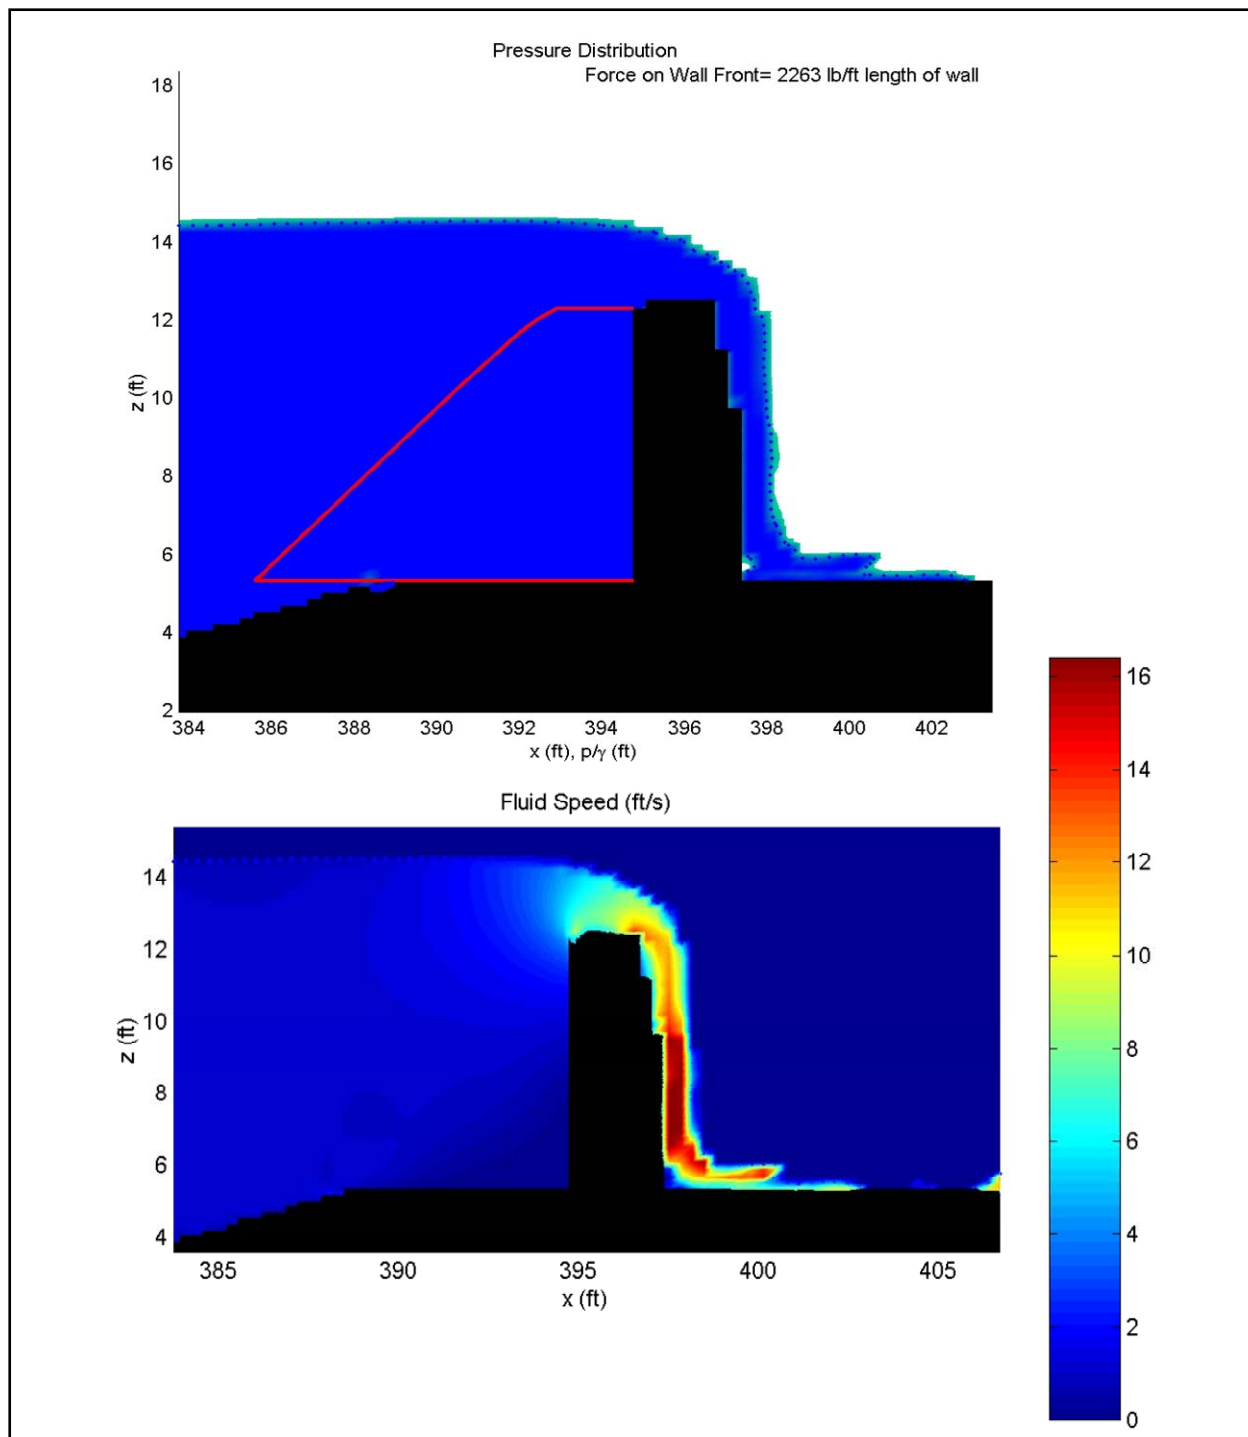 Pressure Distribution
Force on Wall Front= 2263 lb/ft length of wall
18
16
14
12
10
8
6
4
2
z (ft)
384 386 388 390 392 394 396 398 400 402
x (ft), p/γ (ft)
Fluid Speed (ft/s)
14
12
10
8
6
4
z (ft)
385 390 395 400 405
x (ft)
16
14
12
10
8
6
4
2
0